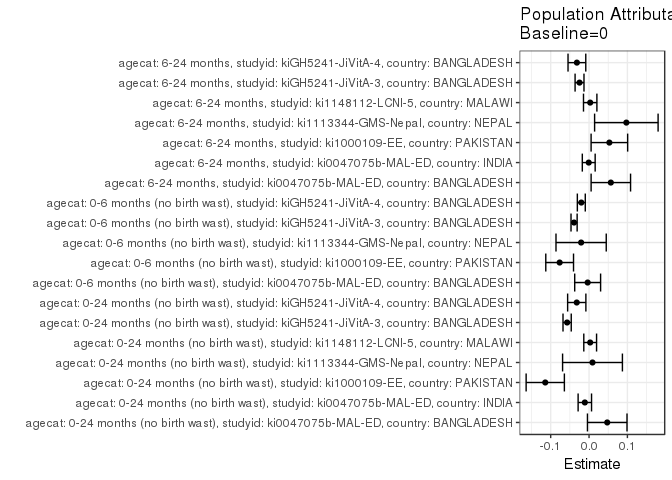 Population Attributa
Baseline=0
agecat: 6-24 months, studyid: kiGH5241-JiVitA-4, country: BANGLADESH
agecat: 6-24 months, studyid: kiGH5241-JiVitA-3, country: BANGLADESH
agecat: 6-24 months, studyid: ki1148112-LCNI-5, country: MALAWI
agecat: 6-24 months, studyid: ki1113344-GMS-Nepal, country: NEPAL
agecat: 6-24 months, studyid: ki1000109-EE, country: PAKISTAN
agecat: 6-24 months, studyid: ki0047075b-MAL-ED, country: INDIA
agecat: 6-24 months, studyid: ki0047075b-MAL-ED, country: BANGLADESH
agecat: 0-6 months (no birth wast), studyid: kiGH5241-JiVitA-4, country: BANGLADESH
agecat: 0-6 months (no birth wast), studyid: kiGH5241-JiVitA-3, country: BANGLADESH
agecat: 0-6 months (no birth wast), studyid: ki1113344-GMS-Nepal, country: NEPAL
agecat: 0-6 months (no birth wast), studyid: ki1000109-EE, country: PAKISTAN
agecat: 0-6 months (no birth wast), studyid: ki0047075b-MAL-ED, country: BANGLADESH
agecat: 0-24 months (no birth wast), studyid: kiGH5241-JiVitA-4, country: BANGLADESH
agecat: 0-24 months (no birth wast), studyid: kiGH5241-JiVitA-3, country: BANGLADESH
agecat: 0-24 months (no birth wast), studyid: ki1148112-LCNI-5, country: MALAWI
agecat: 0-24 months (no birth wast), studyid: ki1113344-GMS-Nepal, country: NEPAL
agecat: 0-24 months (no birth wast), studyid: ki1000109-EE, country: PAKISTAN
agecat: 0-24 months (no birth wast), studyid: ki0047075b-MAL-ED, country: INDIA
agecat: 0-24 months (no birth wast), studyid: ki0047075b-MAL-ED, country: BANGLADESH
-0.1 0.0 0.1
Estimate